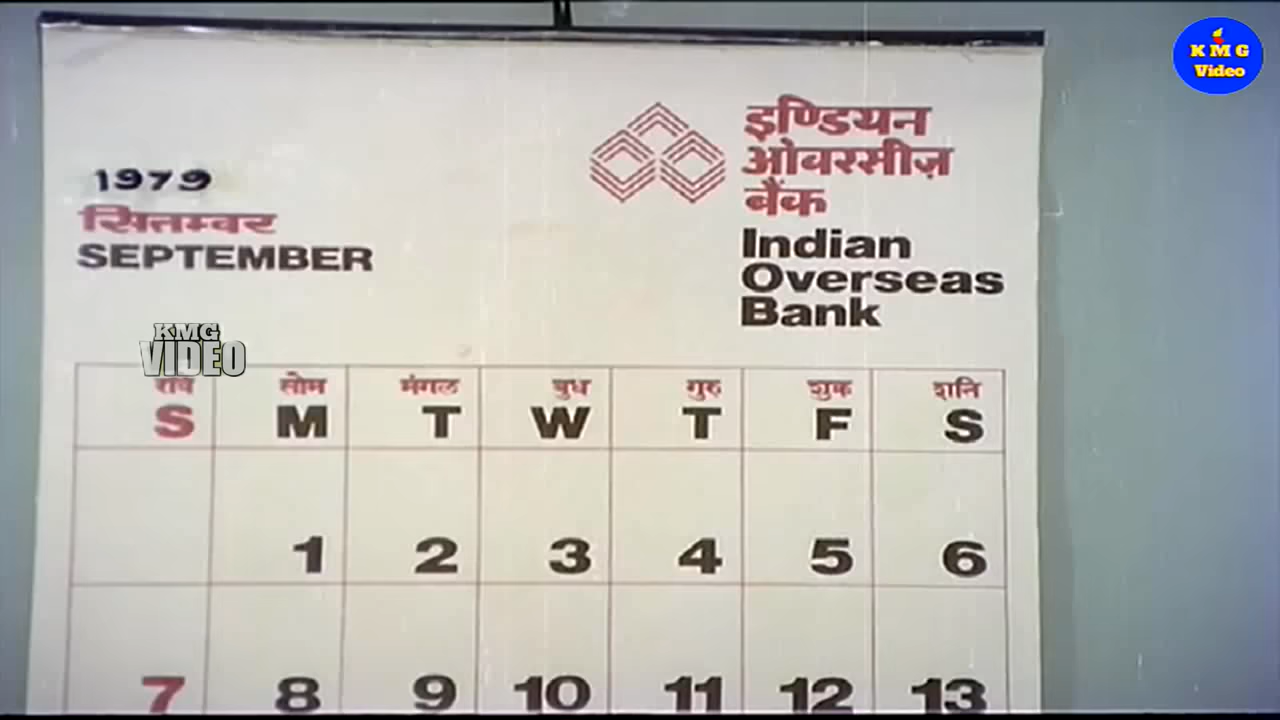 K M G
Video
इण्डियन
ओवरसीज़
बैंक
Indian
Overseas
Bank
1979
सितम्बर
SEPTEMBER
KMG
VIDEO
रवि सोम मंगल बुध गुरु शुक्र शनि
S M T W T F S
1 2 3 4 5 6
7 8 9 10 11 12 13